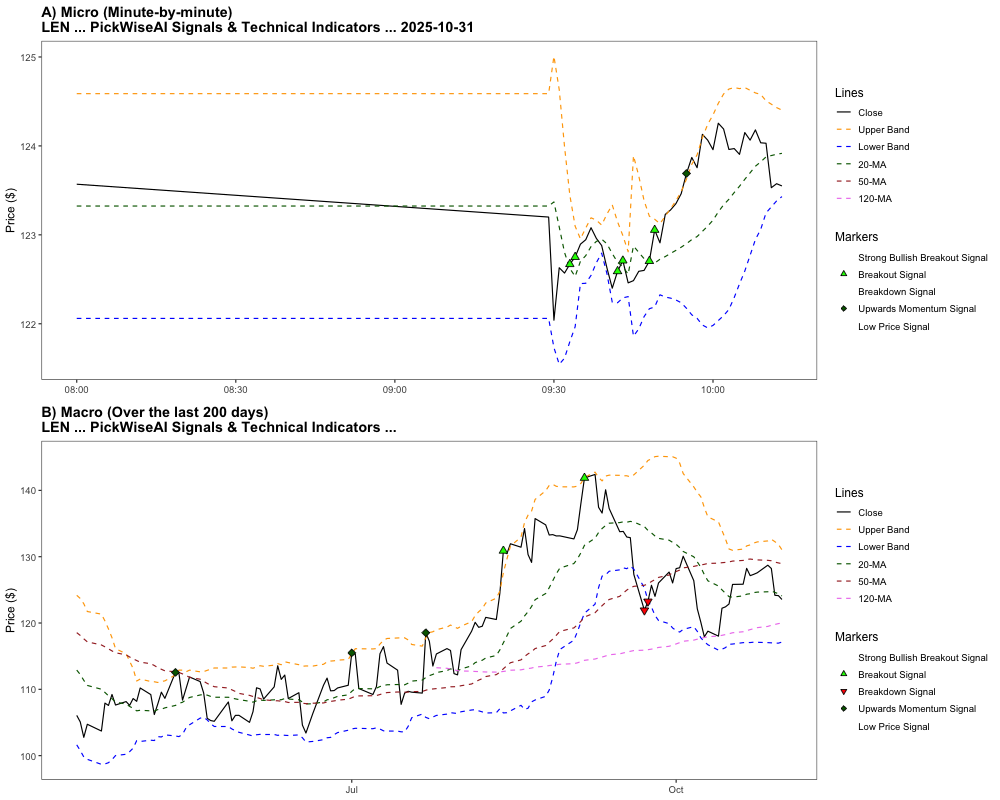 A) Micro (Minute-by-minute)
LEN ... PickWiseAI Signals & Technical Indicators ... 2025-10-31
Price ($)
125
124
123
122
08:00
08:30
09:00
09:30
10:00
Lines
Close
Upper Band
Lower Band
20-MA
50-MA
120-MA
Markers
Strong Bullish Breakout Signal
Breakout Signal
Breakdown Signal
Upwards Momentum Signal
Low Price Signal
B) Macro (Over the last 200 days)
LEN ... PickWiseAI Signals & Technical Indicators ...
Price ($)
140
130
120
110
100
Jul
Oct
Lines
Close
Upper Band
Lower Band
20-MA
50-MA
120-MA
Markers
Strong Bullish Breakout Signal
Breakout Signal
Breakdown Signal
Upwards Momentum Signal
Low Price Signal